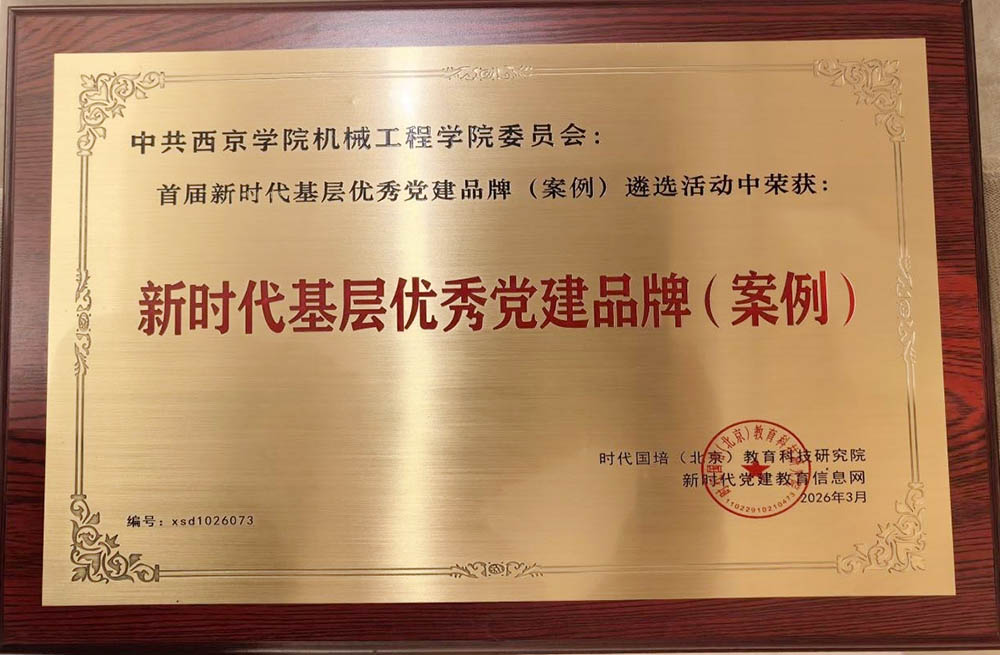 中共西京学院机械工程学院委员会：
首届新时代基层优秀党建品牌（案例）遴选活动中荣获：
新时代基层优秀党建品牌（案例）
时代国培（北京）教育科技研究院
新时代党建教育信息网
2026年3月
11022910210473
编号：xsd1026073